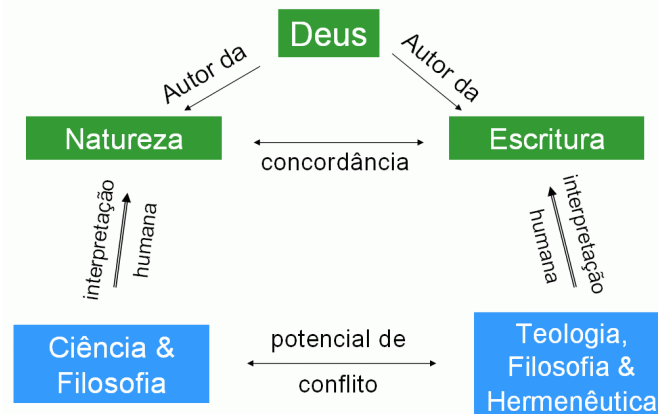 Deus
Autor da
Autor da
Natureza
Escritura
concordância
interpretação
humana
interpretação
humana
Ciência &
Filosofia
potencial de
conflito
Teologia,
Filosofia &
Hermenêutica